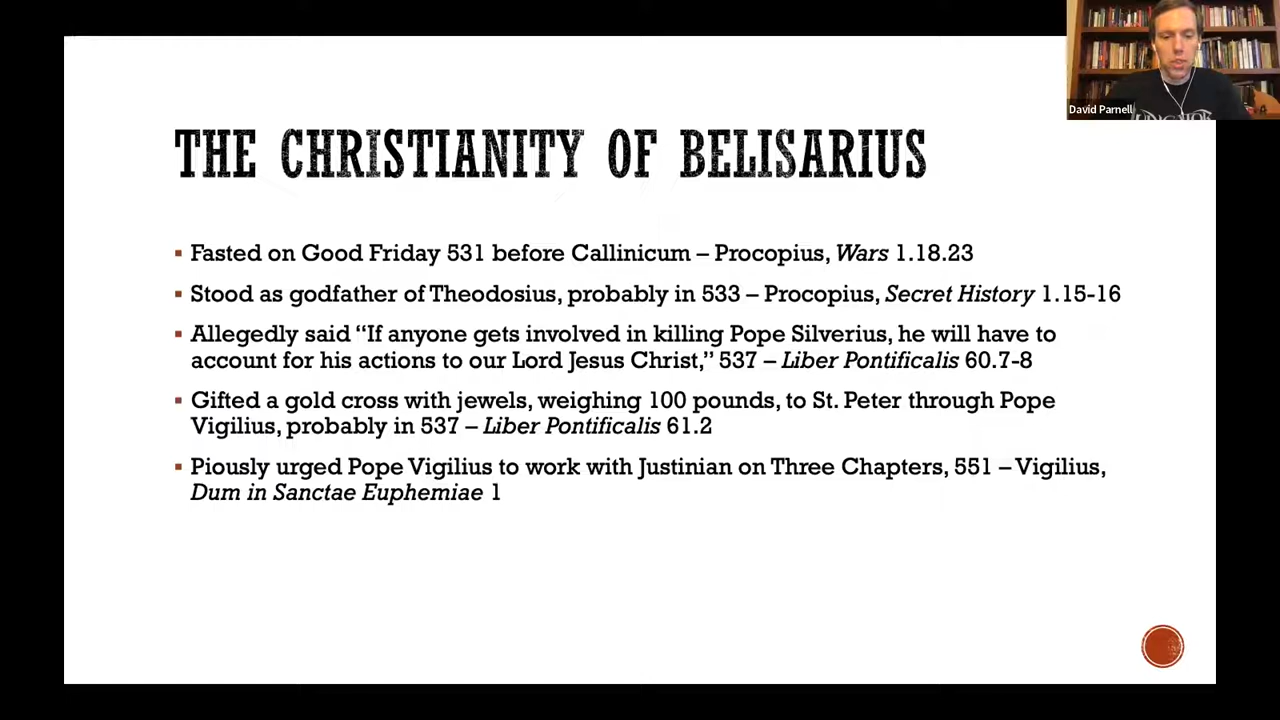 THE CHRISTIANITY OF BELISARIUS
David Parnell
▪ Fasted on Good Friday 531 before Callinicum – Procopius, Wars 1.18.23
▪ Stood as godfather of Theodosius, probably in 533 – Procopius, Secret History 1.15-16
▪ Allegedly said “If anyone gets involved in killing Pope Silverius, he will have to
account for his actions to our Lord Jesus Christ,” 537 – Liber Pontificalis 60.7-8
▪ Gifted a gold cross with jewels, weighing 100 pounds, to St. Peter through Pope
Vigilius, probably in 537 – Liber Pontificalis 61.2
▪ Piously urged Pope Vigilius to work with Justinian on Three Chapters, 551 – Vigilius,
Dum in Sanctae Euphemiae 1